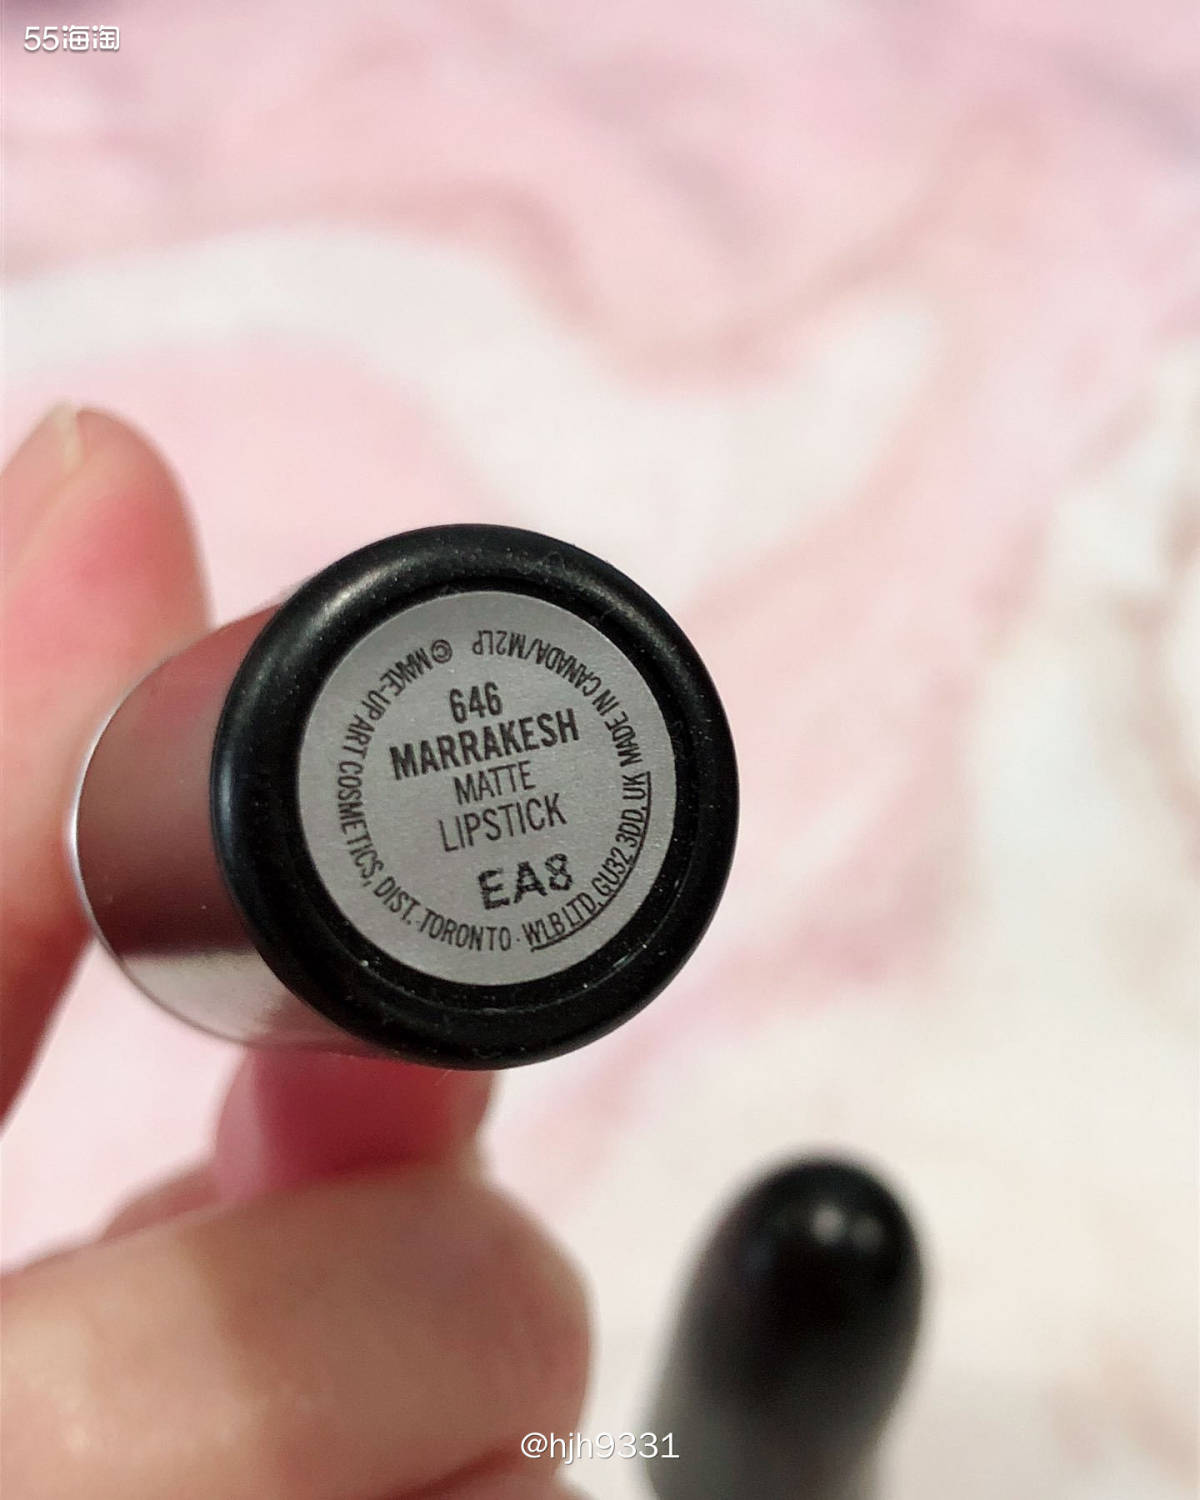 55海淘
646
MARRAKESH
MATTE
LIPSTICK
EA8
© MAKE-UP ART COSMETICS, DIST. TORONTO · WLB LTD, GU32 3DD, UK MADE IN CANADA/M2LP
@hjh9331